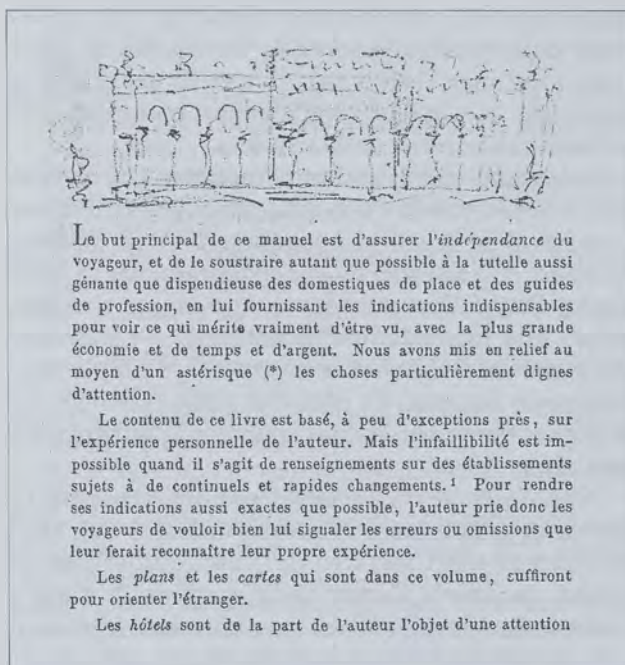 Le but principal de ce manuel est d'assurer l'indépendance du
voyageur, et de le soustraire autant que possible à la tutelle aussi
gênante que dispendieuse des domestiques de place et des guides
de profession, en lui fournissant les indications indispensables
pour voir ce qui mérite vraiment d'être vu, avec la plus grande
économie et de temps et d'argent. Nous avons mis en relief au
moyen d'un astérisque (*) les choses particulièrement dignes
d'attention.
Le contenu de ce livre est basé, à peu d'exceptions près, sur
l'expérience personnelle de l'auteur. Mais l'infaillibilité est im-
possible quand il s'agit de renseignements sur des établissements
sujets à de continuels et rapides changements. ¹ Pour rendre
ses indications aussi exactes que possible, l'auteur prie donc les
voyageurs de vouloir bien lui signaler les erreurs ou omissions que
leur ferait reconnaître leur propre expérience.
Les plans et les cartes qui sont dans ce volume, suffiront
pour orienter l'étranger.
Les hôtels sont de la part de l'auteur l'objet d'une attention